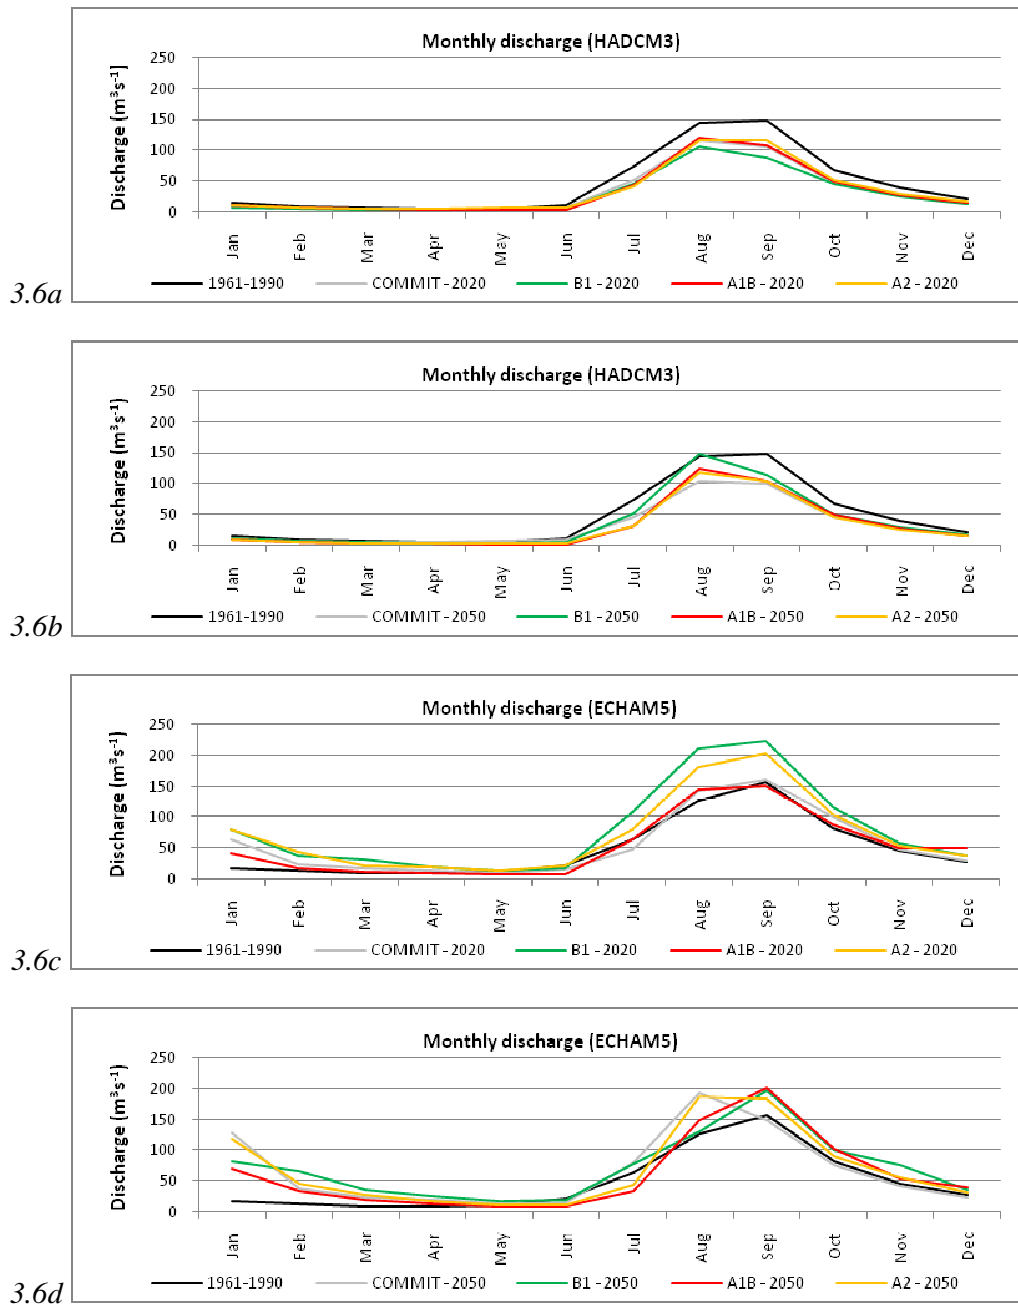 Monthly discharge (HADCM3)
Discharge (m³s⁻¹)
250
200
150
100
50
0
Jan Feb Mar Apr May Jun Jul Aug Sep Oct Nov Dec
1961-1990 COMMIT - 2020 B1 - 2020 A1B - 2020 A2 - 2020
3.6a
Monthly discharge (HADCM3)
Discharge (m³s⁻¹)
250
200
150
100
50
0
Jan Feb Mar Apr May Jun Jul Aug Sep Oct Nov Dec
1961-1990 COMMIT - 2050 B1 - 2050 A1B - 2050 A2 - 2050
3.6b
Monthly discharge (ECHAM5)
Discharge (m³s⁻¹)
250
200
150
100
50
0
Jan Feb Mar Apr May Jun Jul Aug Sep Oct Nov Dec
1961-1990 COMMIT - 2020 B1 - 2020 A1B - 2020 A2 - 2020
3.6c
Monthly discharge (ECHAM5)
Discharge (m³s⁻¹)
250
200
150
100
50
0
Jan Feb Mar Apr May Jun Jul Aug Sep Oct Nov Dec
1961-1990 COMMIT - 2050 B1 - 2050 A1B - 2050 A2 - 2050
3.6d